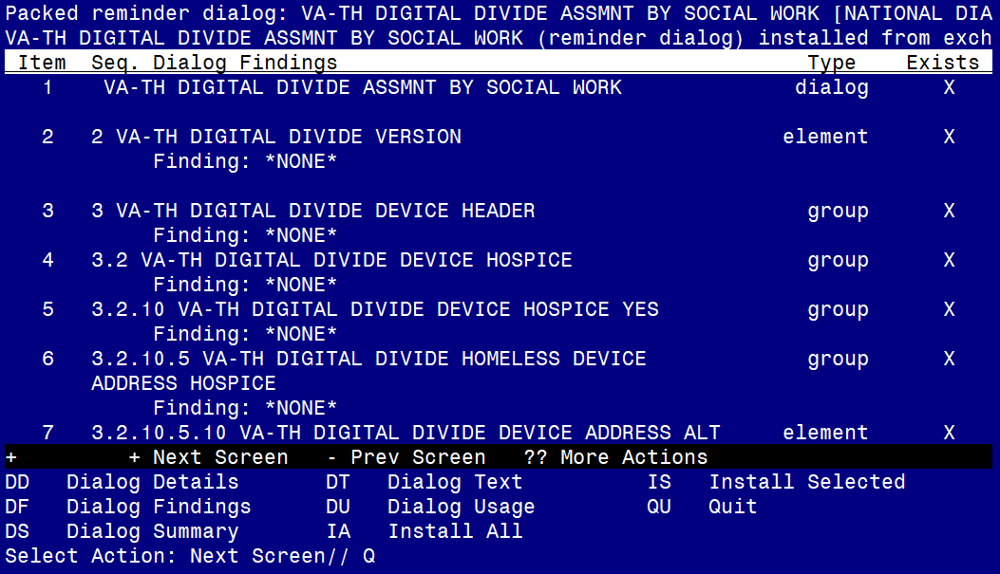 Packed reminder dialog: VA-TH DIGITAL DIVIDE ASSMNT BY SOCIAL WORK [NATIONAL DIA
VA-TH DIGITAL DIVIDE ASSMNT BY SOCIAL WORK (reminder dialog) installed from exch
Item Seq. Dialog Findings Type Exists
1 VA-TH DIGITAL DIVIDE ASSMNT BY SOCIAL WORK dialog X
2 2 VA-TH DIGITAL DIVIDE VERSION element X
Finding: *NONE*
3 3 VA-TH DIGITAL DIVIDE DEVICE HEADER group X
Finding: *NONE*
4 3.2 VA-TH DIGITAL DIVIDE DEVICE HOSPICE group X
Finding: *NONE*
5 3.2.10 VA-TH DIGITAL DIVIDE DEVICE HOSPICE YES group X
Finding: *NONE*
6 3.2.10.5 VA-TH DIGITAL DIVIDE HOMELESS DEVICE group X
ADDRESS HOSPICE
Finding: *NONE*
7 3.2.10.5.10 VA-TH DIGITAL DIVIDE DEVICE ADDRESS ALT element X
+ + Next Screen - Prev Screen ?? More Actions
DD Dialog Details DT Dialog Text IS Install Selected
DF Dialog Findings DU Dialog Usage QU Quit
DS Dialog Summary IA Install All
Select Action: Next Screen// Q